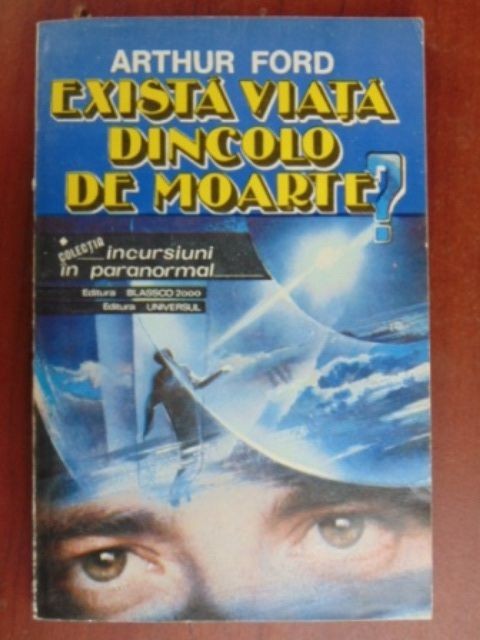 ARTHUR FORD
EXISTĂ VIAȚĂ
DINCOLO
DE MOARTE?
COLECȚIA
incursiuni
în paranormal
Editura BLASSCO 2000
Editura UNIVERSUL